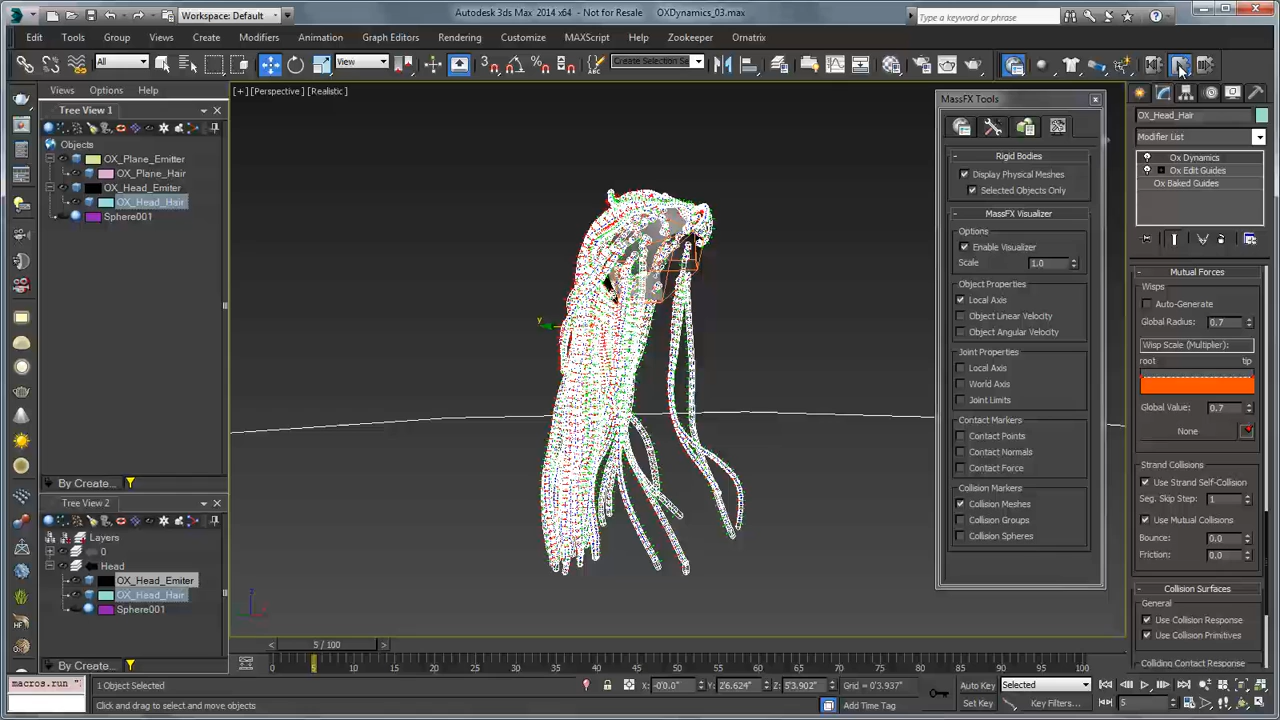 Workspace: Default
Autodesk 3ds Max 2014 x64 - Not for Resale OXDynamics_03.max
Type a keyword or phrase
Edit Tools Group Views Create Modifiers Animation Graph Editors Rendering Customize MAXScript Help Zookeeper Ornatrix
All
View
Create Selection Se
Views Options Help
Tree View 1
Objects
OX_Plane_Emitter
OX_Plane_Hair
OX_Head_Emitter
OX_Head_Hair
Sphere001
By Create...
Tree View 2
Layers
0
Head
OX_Head_Emiter
OX_Head_Hair
Sphere001
By Create...
[+] [Perspective] [Realistic]
y
MassFX Tools
Rigid Bodies
Display Physical Meshes
Selected Objects Only
MassFX Visualizer
Options
Enable Visualizer
Scale 1.0
Object Properties
Local Axis
Object Linear Velocity
Object Angular Velocity
Joint Properties
Local Axis
World Axis
Joint Limits
Contact Markers
Contact Points
Contact Normals
Contact Force
Collision Markers
Collision Meshes
Collision Groups
Collision Spheres
OX_Head_Hair
Modifier List
Ox Dynamics
Ox Edit Guides
Ox Baked Guides
Mutual Forces
Wisps
Auto-Generate
Global Radius: 0.7
Wisp Scale (Multiplier):
root tip
Global Value: 0.7
None
Strand Collisions
Use Strand Self-Collision
Seg. Skip Step: 1
Use Mutual Collisions
Bounce: 0.0
Friction: 0.0
Collision Surfaces
General
Use Collision Response
Use Collision Primitives
Colliding Contact Response
5 / 100
0 5 10 15 20 25 30 35 40 45 50 55 60 65 70 75 80 85 90 95 100
macros.run "
1 Object Selected
X: -0'0.0" Y: 2'6.624" Z: 5'3.902" Grid = 0'3.937"
Auto Key Selected
Click and drag to select and move objects
Add Time Tag
Set Key Key Filters... 5